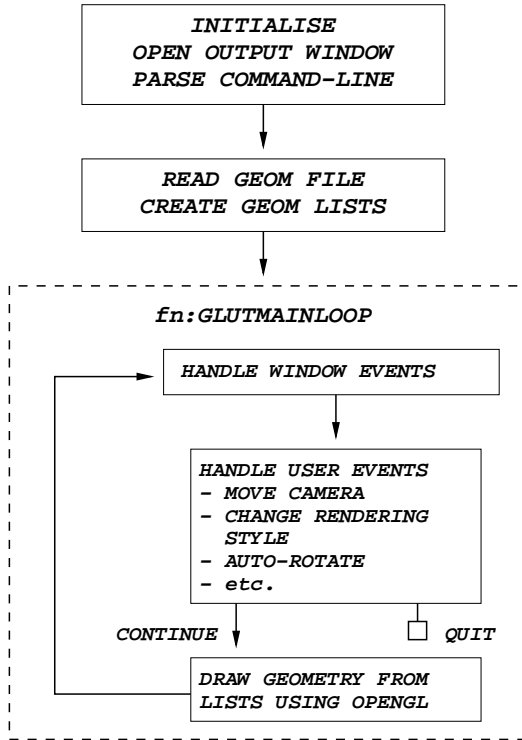 INITIALISE
OPEN OUTPUT WINDOW
PARSE COMMAND-LINE
READ GEOM FILE
CREATE GEOM LISTS
fn:GLUTMAINLOOP
HANDLE WINDOW EVENTS
HANDLE USER EVENTS
- MOVE CAMERA
- CHANGE RENDERING
STYLE
- AUTO-ROTATE
- etc.
CONTINUE
QUIT
DRAW GEOMETRY FROM
LISTS USING OPENGL